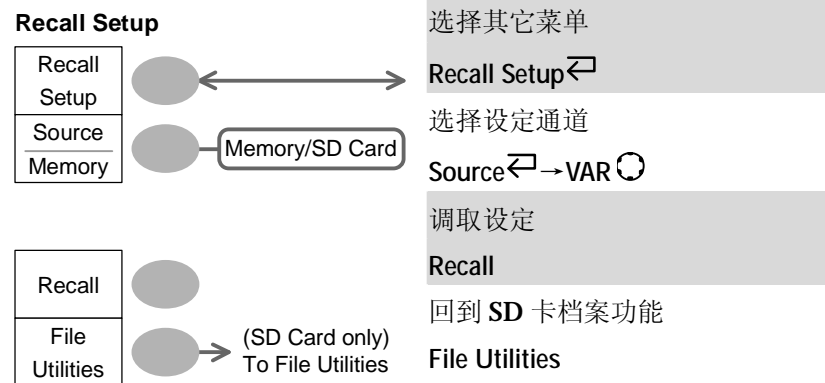 Recall Setup
Recall
Setup
Source
Memory
Memory/SD Card
Recall
File
Utilities
(SD Card only)
To File Utilities
选择其它菜单
Recall Setup
选择设定通道
Source→VAR
调取设定
Recall
回到 SD 卡档案功能
File Utilities